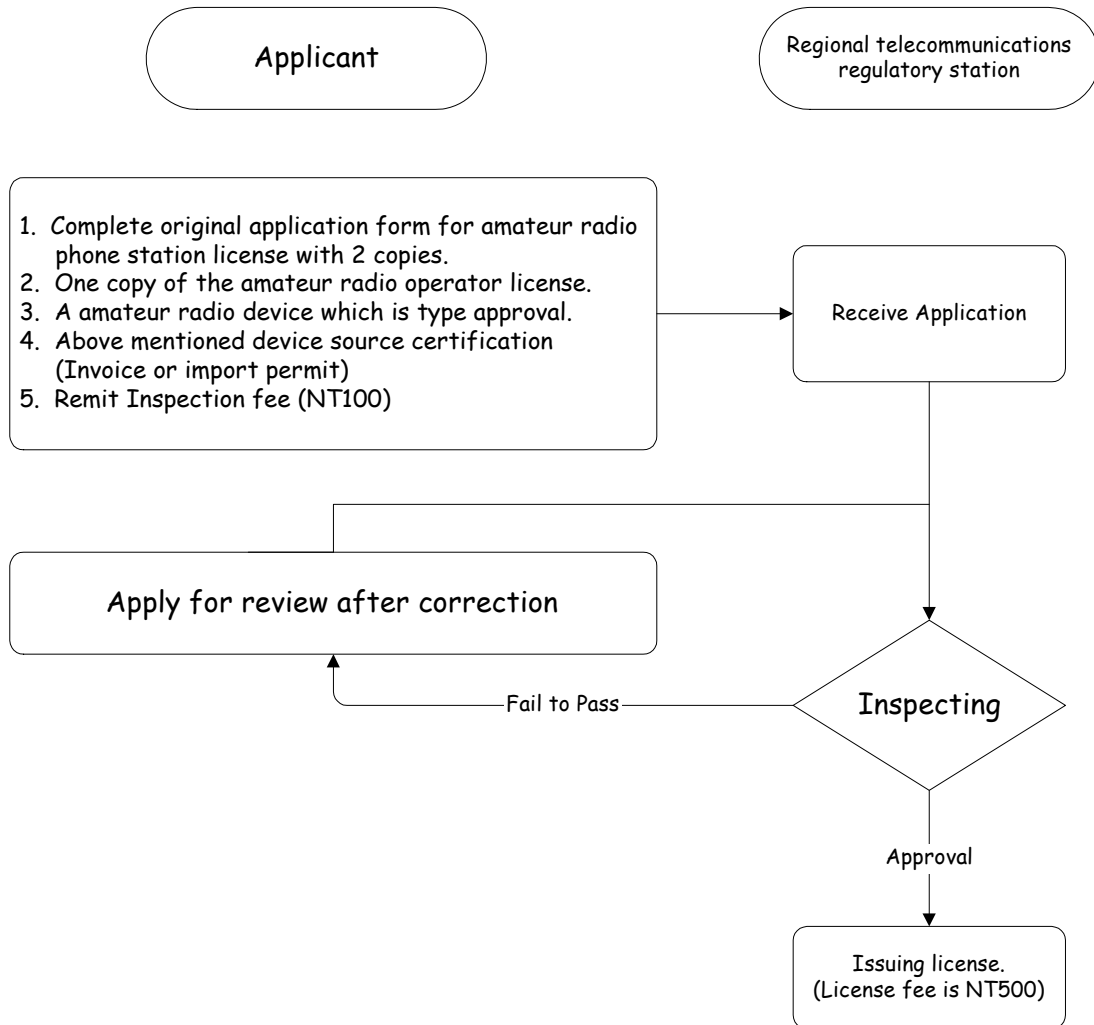 Applicant
Regional telecommunications
regulatory station
1. Complete original application form for amateur radio
phone station license with 2 copies.
2. One copy of the amateur radio operator license.
3. A amateur radio device which is type approval.
4. Above mentioned device source certification
(Invoice or import permit)
5. Remit Inspection fee (NT100)
Receive Application
Apply for review after correction
Fail to Pass
Inspecting
Approval
Issuing license.
(License fee is NT500)